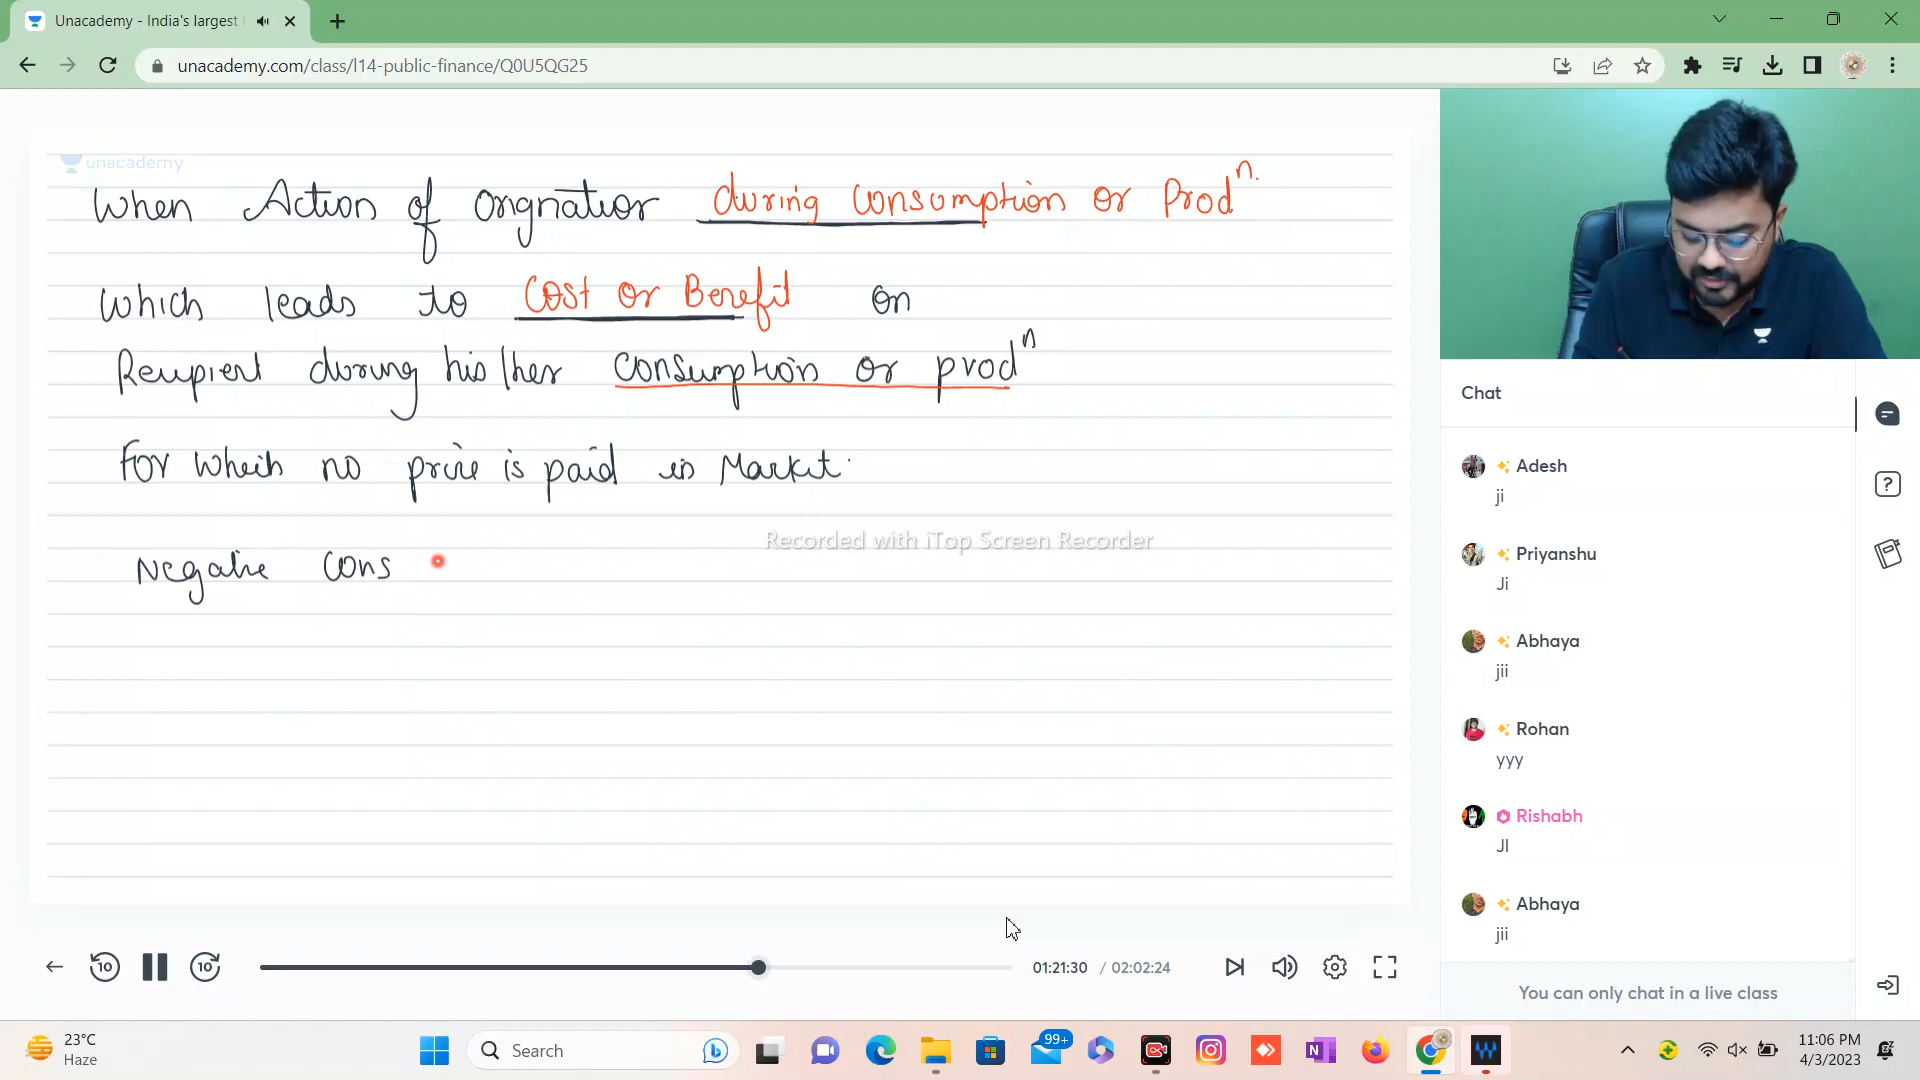 Unacademy - India's largest
unacademy.com/class/l14-public-finance/Q0U5QG25
unacademy
When Action of Orignatior during Consumption or Prodⁿ.
Which leads to Cost or Benefit on
Recipient during his/her Consumption or prodⁿ
For which no price is paid in Market.
Negative Cons
Recorded with iTop Screen Recorder
10
10
01:21:30 / 02:02:24
Chat
Adesh
ji
Priyanshu
Ji
Abhaya
jii
Rohan
yyy
Rishabh
JI
Abhaya
jii
You can only chat in a live class
23°C
Haze
Search
99+
11:06 PM
4/3/2023